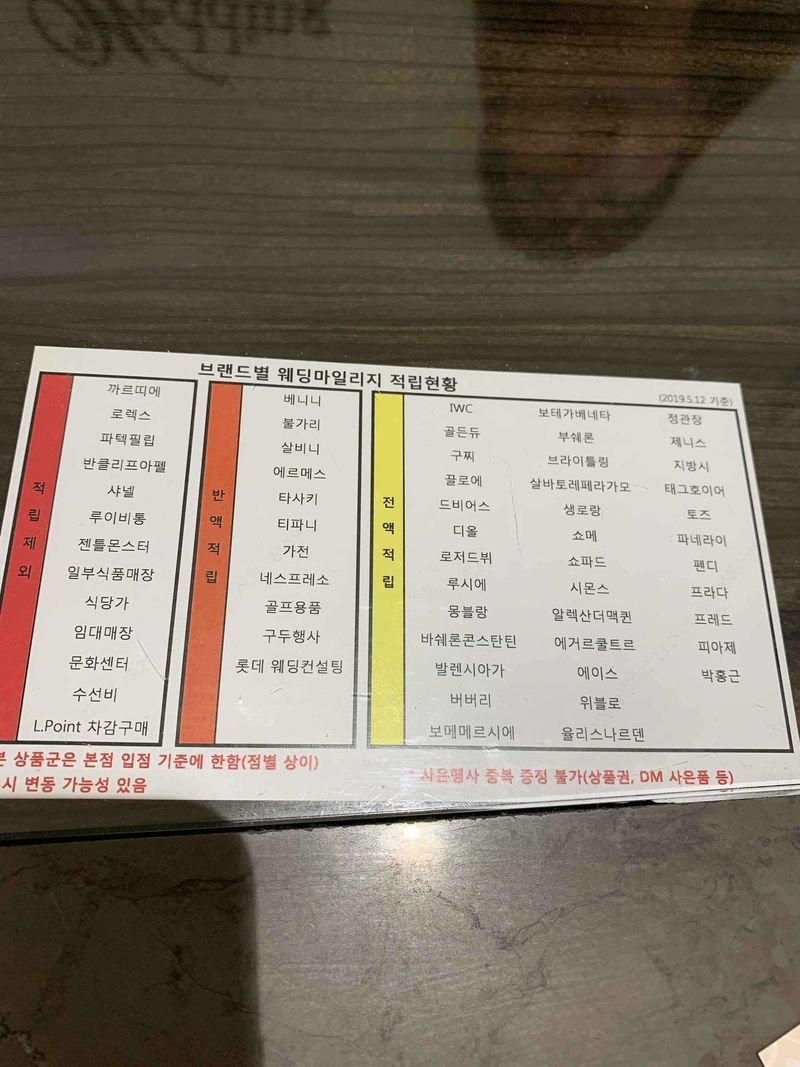 Weddings
브랜드별 웨딩마일리지 적립현황
(2019.5.12 기준)
적립제외
까르띠에
로렉스
파텍필립
반클리프아펠
샤넬
루이비통
젠틀몬스터
일부식품매장
식당가
임대매장
문화센터
수선비
L.Point 차감구매
반액적립
베니니
불가리
살비니
에르메스
타사키
티파니
가전
네스프레소
골프용품
구두행사
롯데 웨딩컨설팅
전액적립
IWC
골든듀
구찌
끌로에
드비어스
디올
로저드뷔
루시에
몽블랑
바쉐론콘스탄틴
발렌시아가
버버리
보메메르시에
보테가베네타
부쉐론
브라이틀링
살바토레페라가모
생로랑
쇼메
쇼파드
시몬스
알렉산더맥퀸
에거르쿨트르
에이스
위블로
율리스나르덴
정관장
제니스
지방시
태그호이어
토즈
파네라이
펜디
프라다
프레드
피아제
박홍근
본 상품군은 본점 입점 기준에 한함(점별 상이)
시 변동 가능성 있음
* 사은행사 중복 증정 불가(상품권, DM 사은품 등)